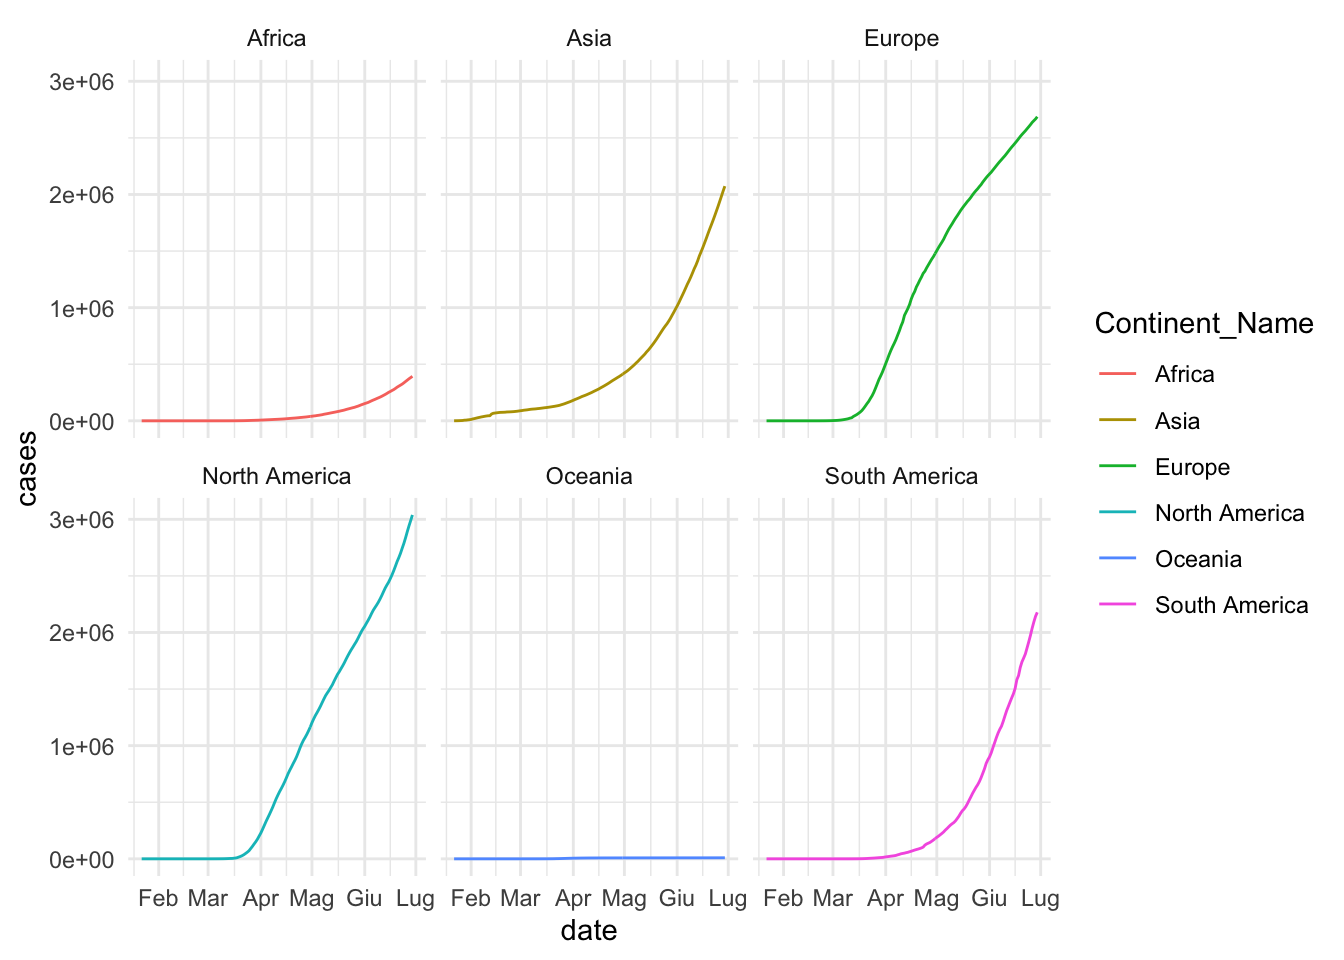 Africa Asia Europe
3e+06
2e+06
1e+06
0e+00
North America Oceania South America
3e+06
2e+06
1e+06
0e+00
Feb Mar Apr Mag Giu Lug Feb Mar Apr Mag Giu Lug Feb Mar Apr Mag Giu Lug
date
cases
Continent_Name
Africa
Asia
Europe
North America
Oceania
South America